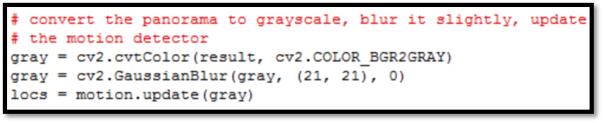 # convert the panorama to grayscale, blur it slightly, update
# the motion detector
gray = cv2.cvtColor(result, cv2.COLOR_BGR2GRAY)
gray = cv2.GaussianBlur(gray, (21, 21), 0)
locs = motion.update(gray)